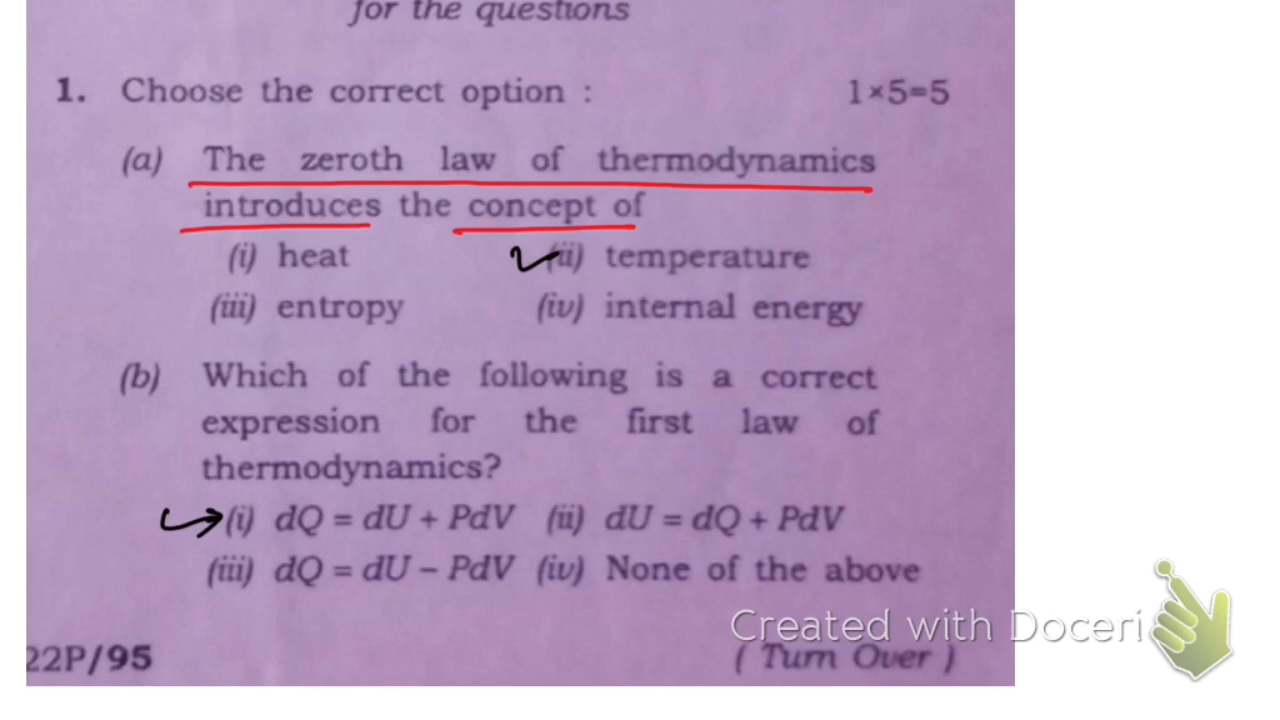 for the questions
1. Choose the correct option : 1×5=5
(a) The zeroth law of thermodynamics
introduces the concept of
(i) heat (ii) temperature
(iii) entropy (iv) internal energy
(b) Which of the following is a correct
expression for the first law of
thermodynamics?
(i) dQ = dU + PdV (ii) dU = dQ + PdV
(iii) dQ = dU – PdV (iv) None of the above
Created with Doceri
22P/95 ( Turn Over )